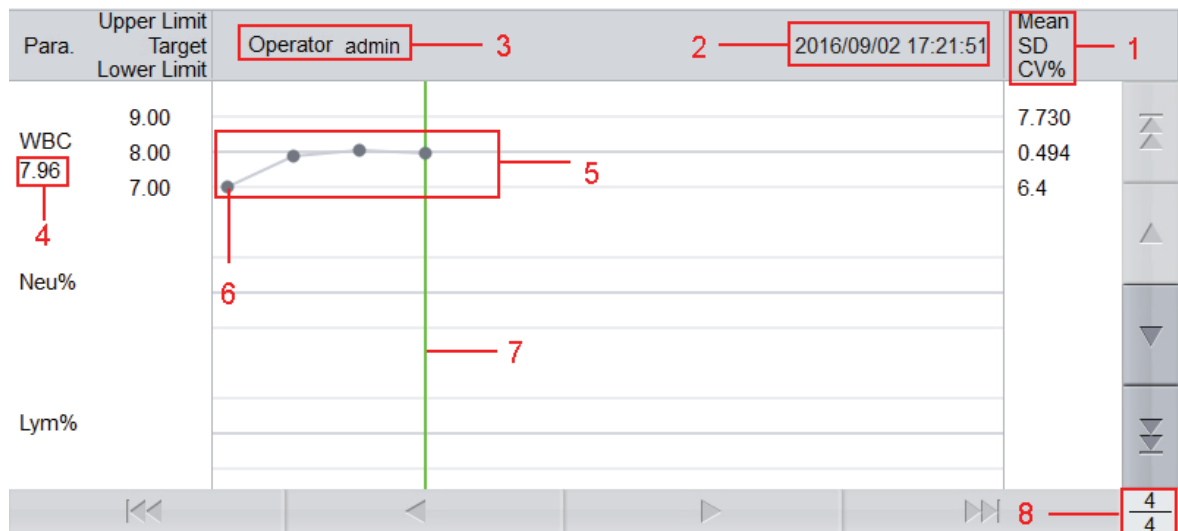 Para.
Upper Limit
Target
Lower Limit
Operator admin
3
2
2016/09/02 17:21:51
Mean
SD
CV%
1
WBC
7.96
4
9.00
8.00
7.00
5
6
7.730
0.494
6.4
Neu%
7
Lym%
8
4
4